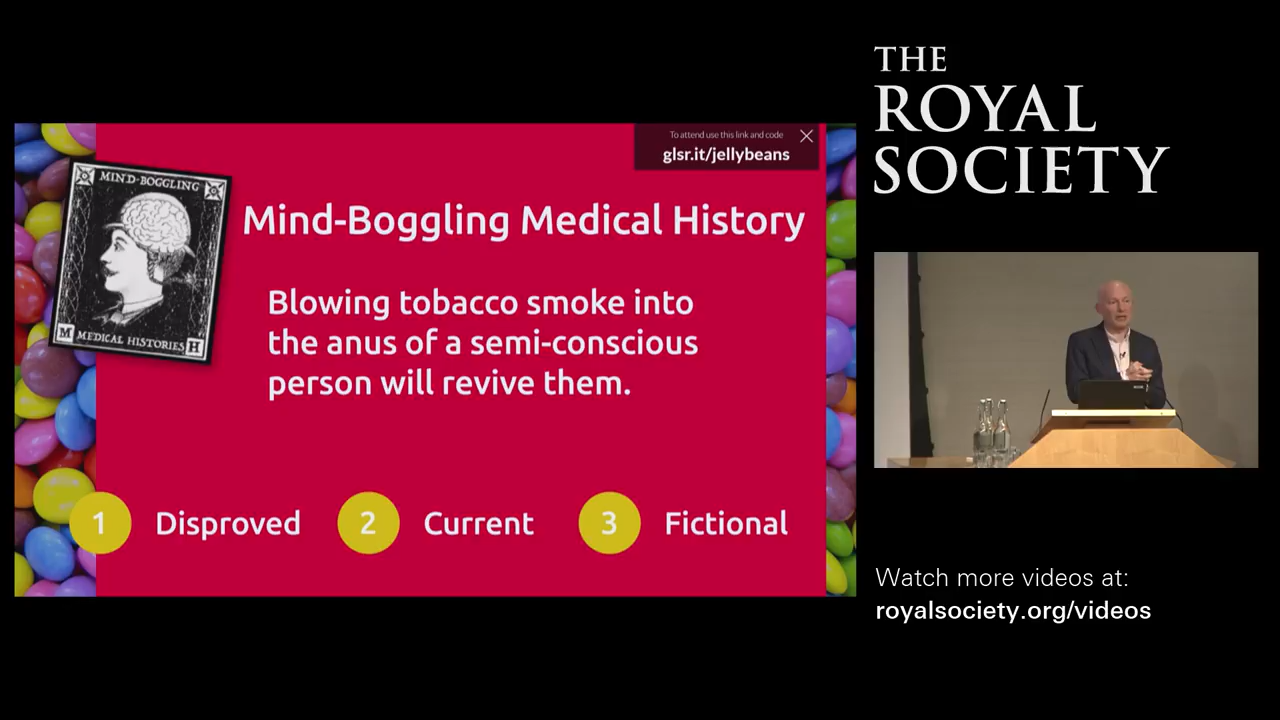 To attend use this link and code
glsr.it/jellybeans
MIND-BOGGLING
M MEDICAL HISTORIES H
Mind-Boggling Medical History
Blowing tobacco smoke into
the anus of a semi-conscious
person will revive them.
1 Disproved 2 Current 3 Fictional
THE
ROYAL
SOCIETY
Watch more videos at:
royalsociety.org/videos